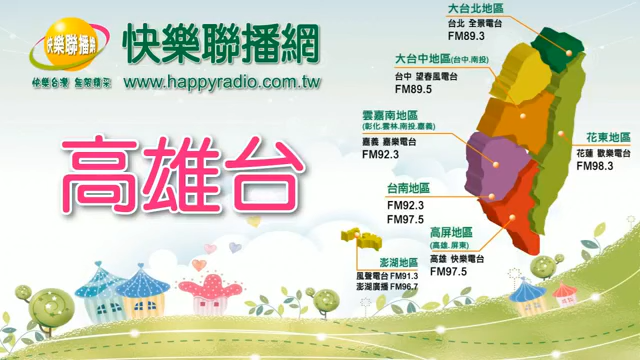 快樂聯播網
快樂聯播網
快樂台灣 無限精采
www.happyradio.com.tw
高雄台
大台北地區
台北 全景電台
FM89.3
大台中地區(台中.南投)
台中 望春風電台
FM89.5
雲嘉南地區
(彰化.雲林.南投.嘉義)
嘉義 嘉樂電台
FM92.3
花東地區
花蓮 歡樂電台
FM98.3
台南地區
FM92.3
FM97.5
高屏地區
(高雄.屏東)
高雄 快樂電台
FM97.5
澎湖地區
風聲電台 FM91.3
澎湖廣播 FM96.7